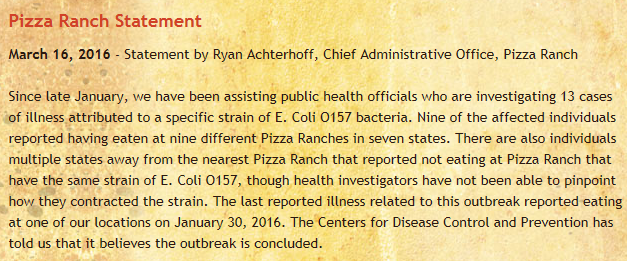 Pizza Ranch Statement
March 16, 2016 - Statement by Ryan Achterhoff, Chief Administrative Office, Pizza Ranch
Since late January, we have been assisting public health officials who are investigating 13 cases
of illness attributed to a specific strain of E. Coli O157 bacteria. Nine of the affected individuals
reported having eaten at nine different Pizza Ranches in seven states. There are also individuals
multiple states away from the nearest Pizza Ranch that reported not eating at Pizza Ranch that
have the same strain of E. Coli O157, though health investigators have not been able to pinpoint
how they contracted the strain. The last reported illness related to this outbreak reported eating
at one of our locations on January 30, 2016. The Centers for Disease Control and Prevention has
told us that it believes the outbreak is concluded.